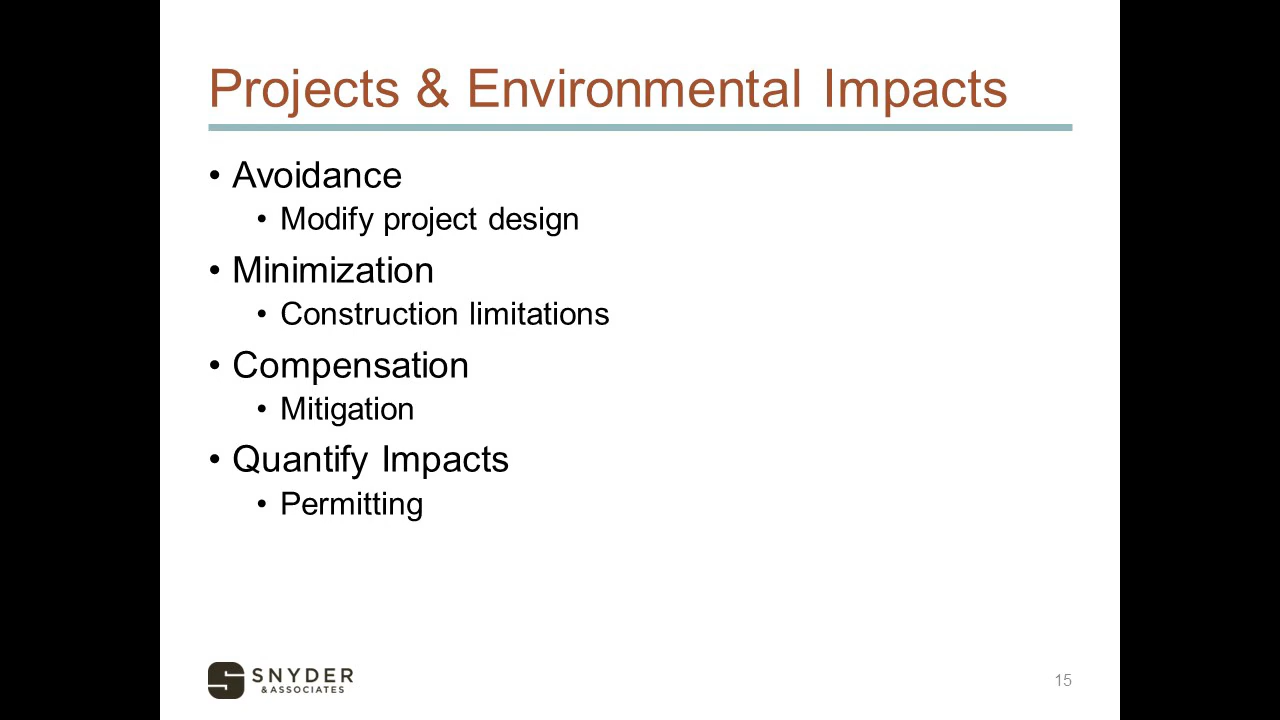 Projects & Environmental Impacts
• Avoidance
• Modify project design
• Minimization
• Construction limitations
• Compensation
• Mitigation
• Quantify Impacts
• Permitting
SNYDER
& ASSOCIATES
15